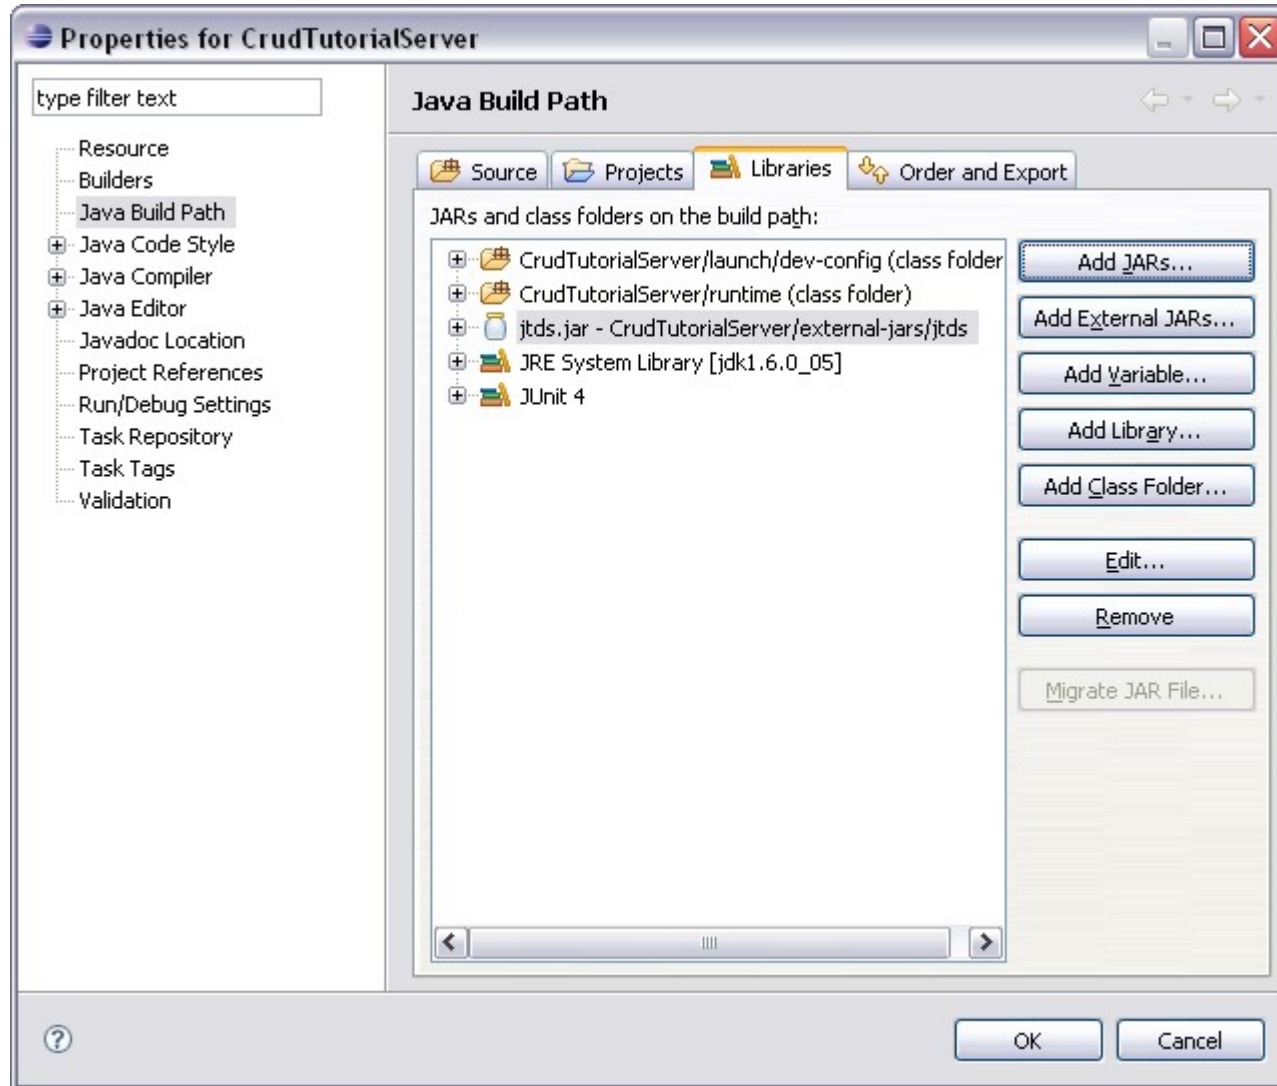 Properties for CrudTutorialServer
type filter text
Resource
Builders
Java Build Path
Java Code Style
Java Compiler
Java Editor
Javadoc Location
Project References
Run/Debug Settings
Task Repository
Task Tags
Validation
Java Build Path
Source Projects Libraries Order and Export
JARs and class folders on the build path:
CrudTutorialServer/launch/dev-config (class folder
CrudTutorialServer/runtime (class folder)
jtds.jar - CrudTutorialServer/external-jars/jtds
JRE System Library [jdk1.6.0_05]
JUnit 4
Add JARs...
Add External JARs...
Add Variable...
Add Library...
Add Class Folder...
Edit...
Remove
Migrate JAR File...
? OK Cancel